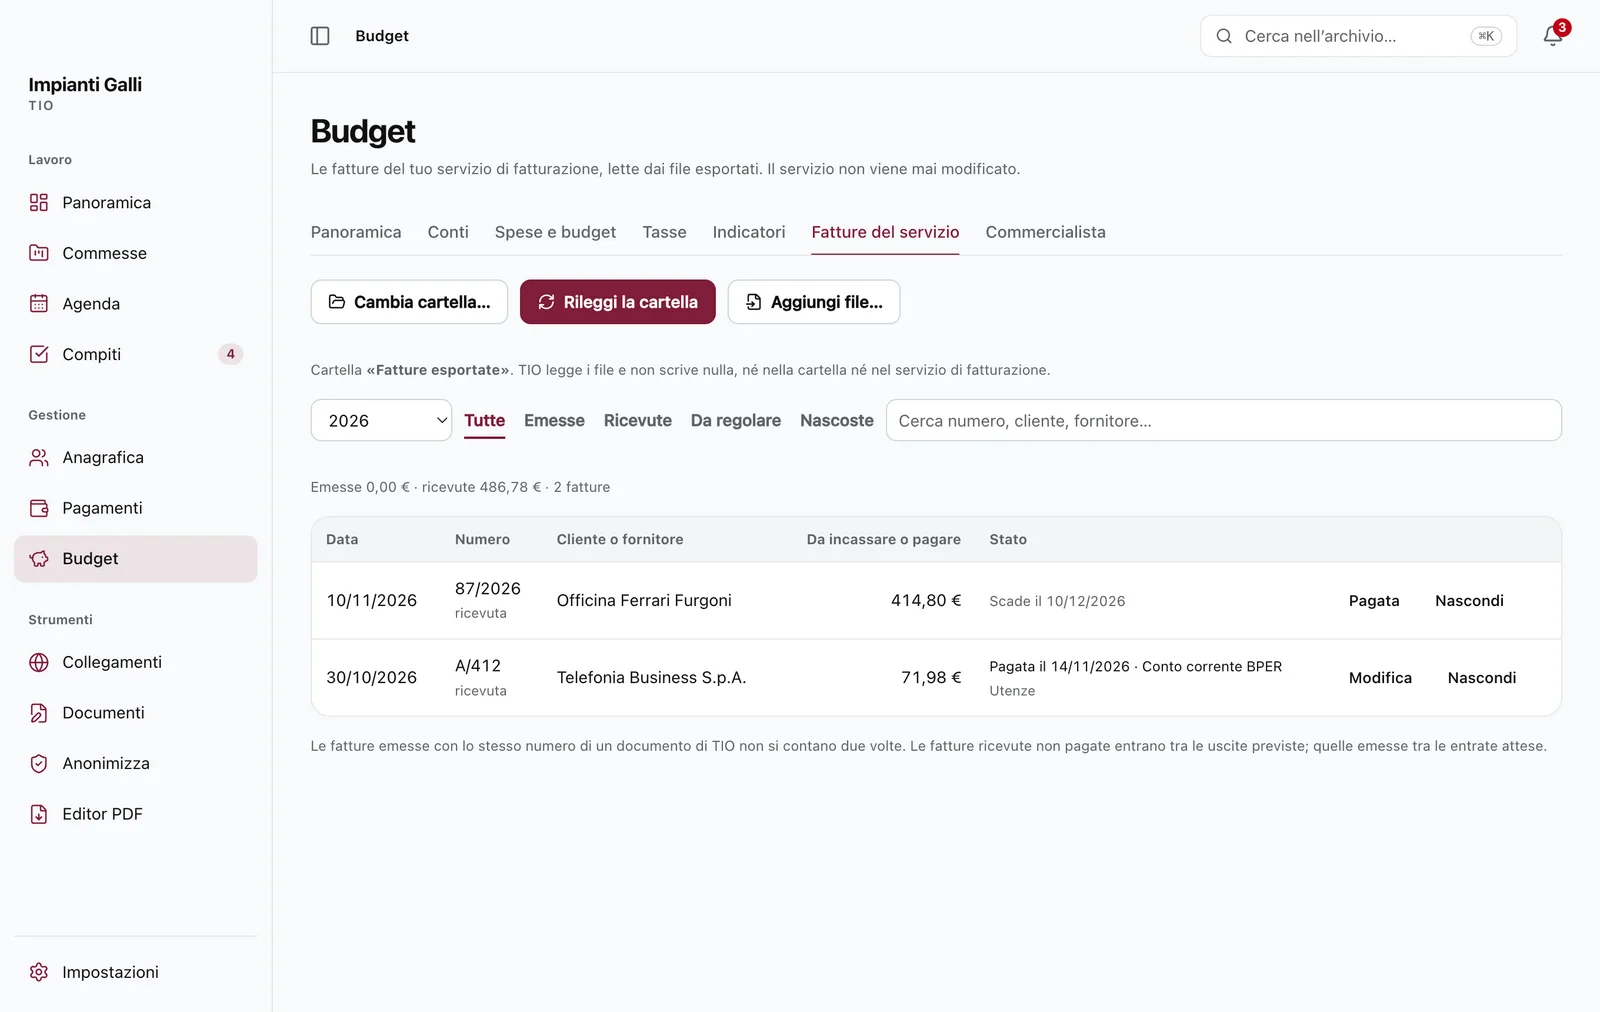 Impianti Galli
TIO
Lavoro
Panoramica
Commesse
Agenda
Compiti
4
Gestione
Anagrafica
Pagamenti
Budget
Strumenti
Collegamenti
Documenti
Anonimizza
Editor PDF
Impostazioni
Budget
Cerca nell'archivio...
⌘K
3
Budget
Le fatture del tuo servizio di fatturazione, lette dai file esportati. Il servizio non viene mai modificato.
Panoramica
Conti
Spese e budget
Tasse
Indicatori
Fatture del servizio
Commercialista
Cambia cartella...
Rileggi la cartella
Aggiungi file...
Cartella «Fatture esportate». TIO legge i file e non scrive nulla, né nella cartella né nel servizio di fatturazione.
2026
Tutte
Emesse
Ricevute
Da regolare
Nascoste
Cerca numero, cliente, fornitore...
Emesse 0,00 € · ricevute 486,78 € · 2 fatture
Data Numero Cliente o fornitore Da incassare o pagare Stato
10/11/2026 87/2026 Officina Ferrari Furgoni 414,80 € Scade il 10/12/2026 Pagata Nascondi
ricevuta
30/10/2026 A/412 Telefonia Business S.p.A. 71,98 € Pagata il 14/11/2026 · Conto corrente BPER Modifica Nascondi
ricevuta Utenze
Le fatture emesse con lo stesso numero di un documento di TIO non si contano due volte. Le fatture ricevute non pagate entrano tra le uscite previste; quelle emesse tra le entrate attese.